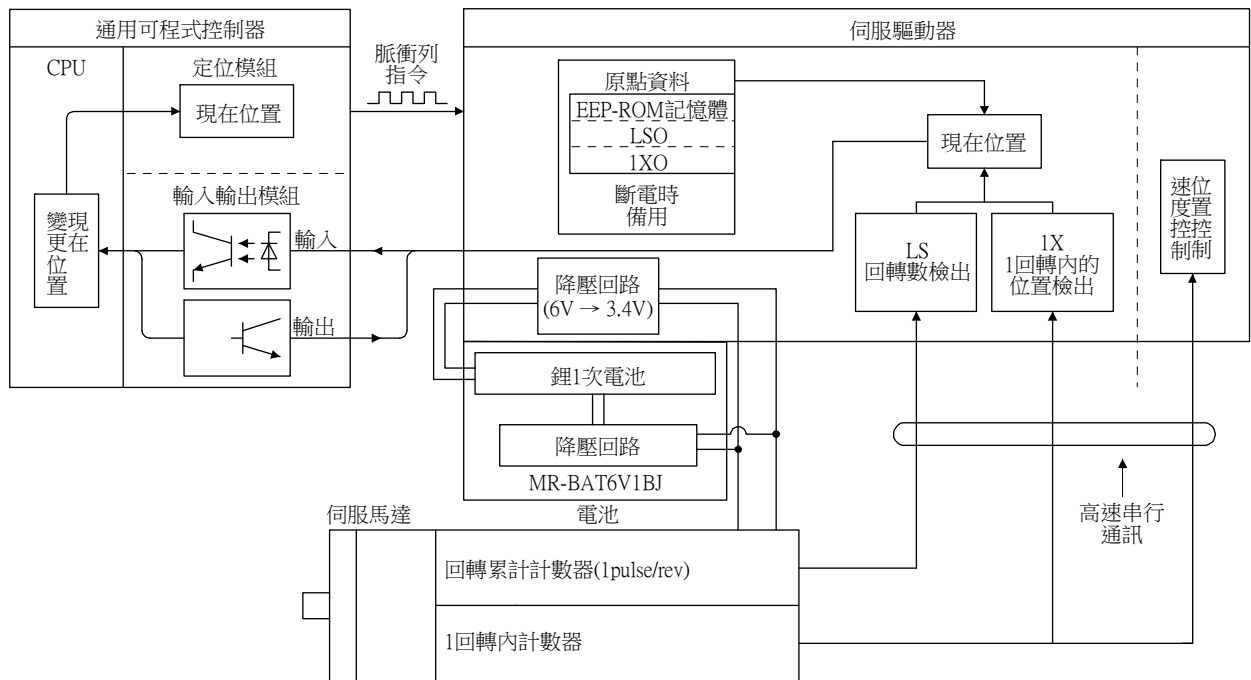 通用可程式控制器
CPU
定位模組
現在位置
脈衝列
指令
輸入輸出模組
變更現在位置
輸入
輸出
伺服驅動器
原點資料
EEP-ROM記憶體
LSO
1XO
斷電時
備用
現在位置
LS
回轉數檢出
1X
1回轉內的
位置檢出
位置控制
速度控制
降壓回路
(6V → 3.4V)
鋰1次電池
降壓回路
MR-BAT6V1BJ
電池
高速串行
通訊
伺服馬達
回轉累計計數器(1pulse/rev)
1回轉內計數器